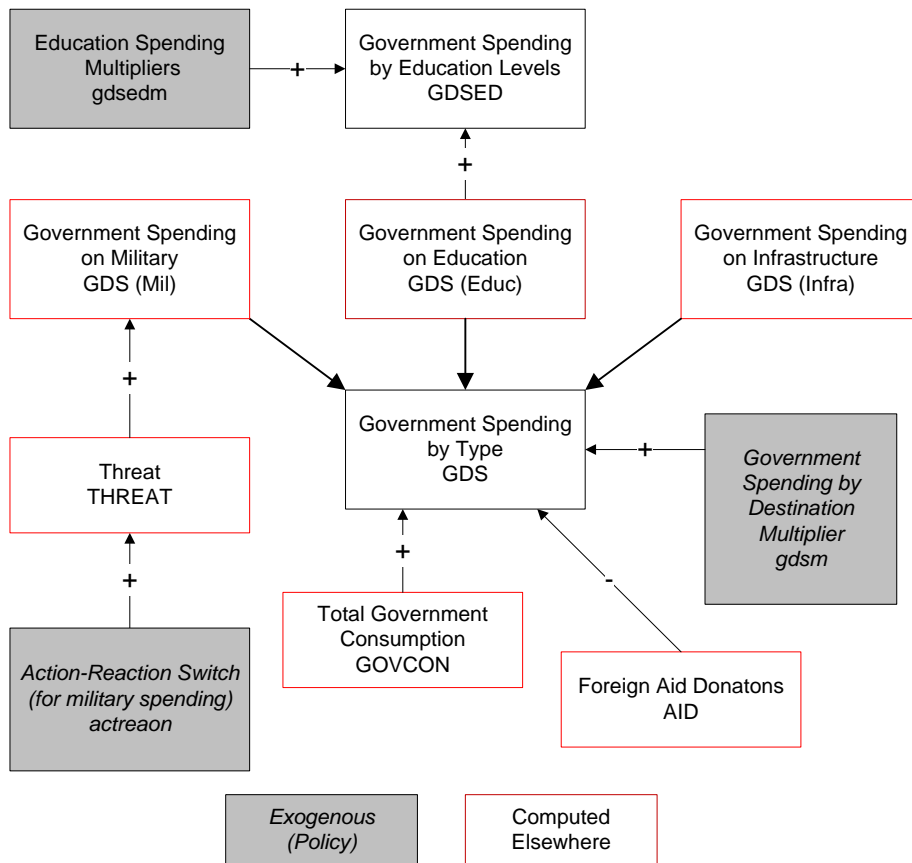 Education Spending
Multipliers
gdsedm
+
Government Spending
by Education Levels
GDSED
+
Government Spending
on Military
GDS (Mil)
Government Spending
on Education
GDS (Educ)
Government Spending
on Infrastructure
GDS (Infra)
+
Threat
THREAT
Government Spending
by Type
GDS
+
Government
Spending by
Destination
Multiplier
gdsm
+
+
-
Action-Reaction Switch
(for military spending)
actreaon
Total Government
Consumption
GOVCON
Foreign Aid Donatons
AID
Exogenous
(Policy)
Computed
Elsewhere